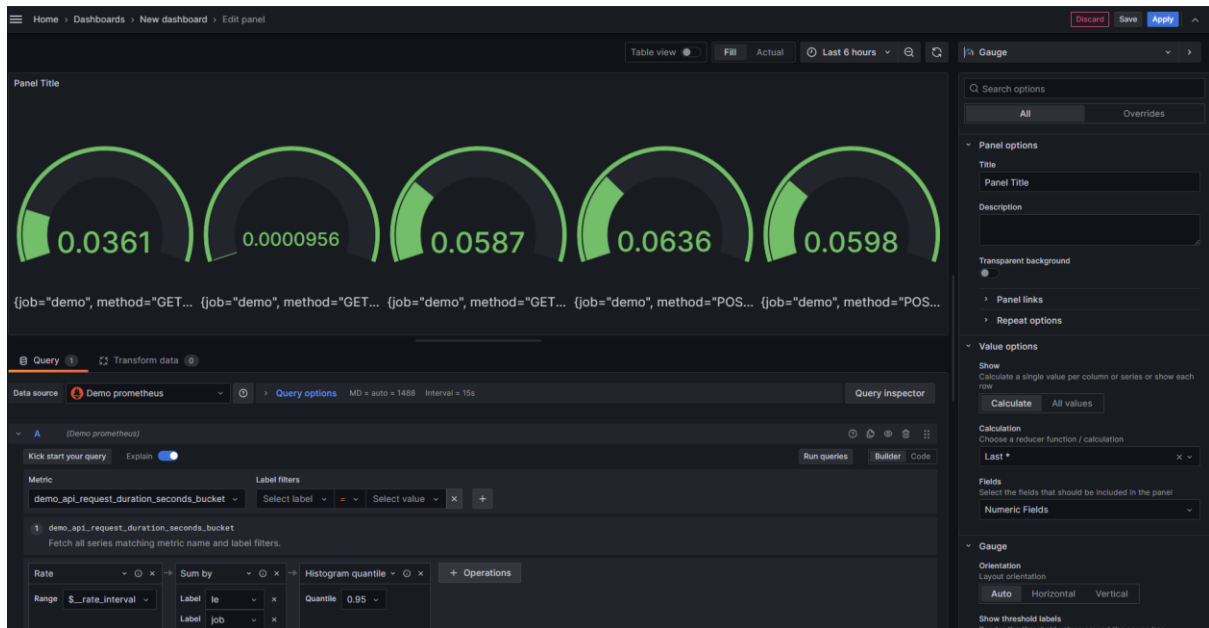 Home › Dashboards › New dashboard › Edit panel
Discard Save Apply
Table view Fill Actual Last 6 hours
Gauge
Panel Title
Search options
All Overrides
0.0361 0.0000956 0.0587 0.0636 0.0598
{job="demo", method="GET... {job="demo", method="GET... {job="demo", method="GET... {job="demo", method="POS... {job="demo", method="POS...
Panel options
Title
Panel Title
Description
Transparent background
Panel links
Repeat options
Value options
Show
Calculate a single value per column or series or show each
row
Calculate All values
Calculation
Choose a reducer function / calculation
Last *
Fields
Select the fields that should be included in the panel
Numeric Fields
Gauge
Orientation
Layout orientation
Auto Horizontal Vertical
Show threshold labels
Query 1 Transform data 0
Data source Demo prometheus Query options MD = auto = 1488 Interval = 15s Query inspector
A (Demo prometheus)
Kick start your query Explain Run queries Builder Code
Metric Label filters
demo_api_request_duration_seconds_bucket Select label = Select value
1 demo_api_request_duration_seconds_bucket
Fetch all series matching metric name and label filters.
Rate Sum by Histogram quantile + Operations
Range $__rate_interval Label le Quantile 0.95
Label job